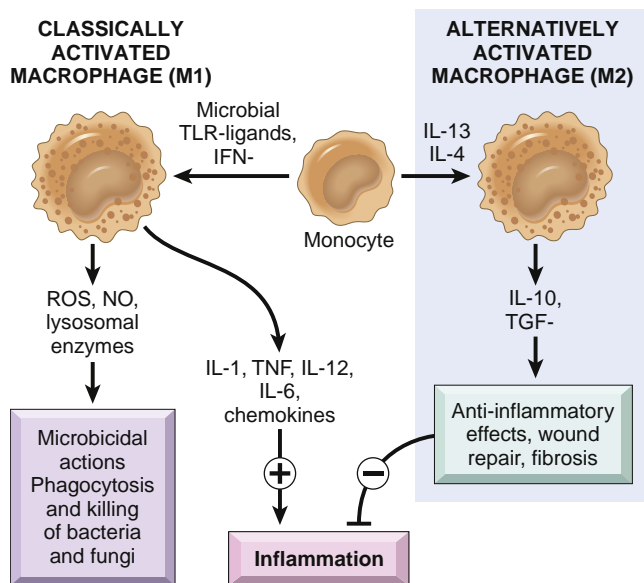 CLASSICALLY
ACTIVATED
MACROPHAGE (M1)
ALTERNATIVELY
ACTIVATED
MACROPHAGE (M2)
Microbial
TLR-ligands,
IFN-
IL-13
IL-4
Monocyte
ROS, NO,
lysosomal
enzymes
IL-1, TNF, IL-12,
IL-6,
chemokines
IL-10,
TGF-
Microbicidal
actions
Phagocytosis
and killing
of bacteria
and fungi
+
Inflammation
−
Anti-inflammatory
effects, wound
repair, fibrosis